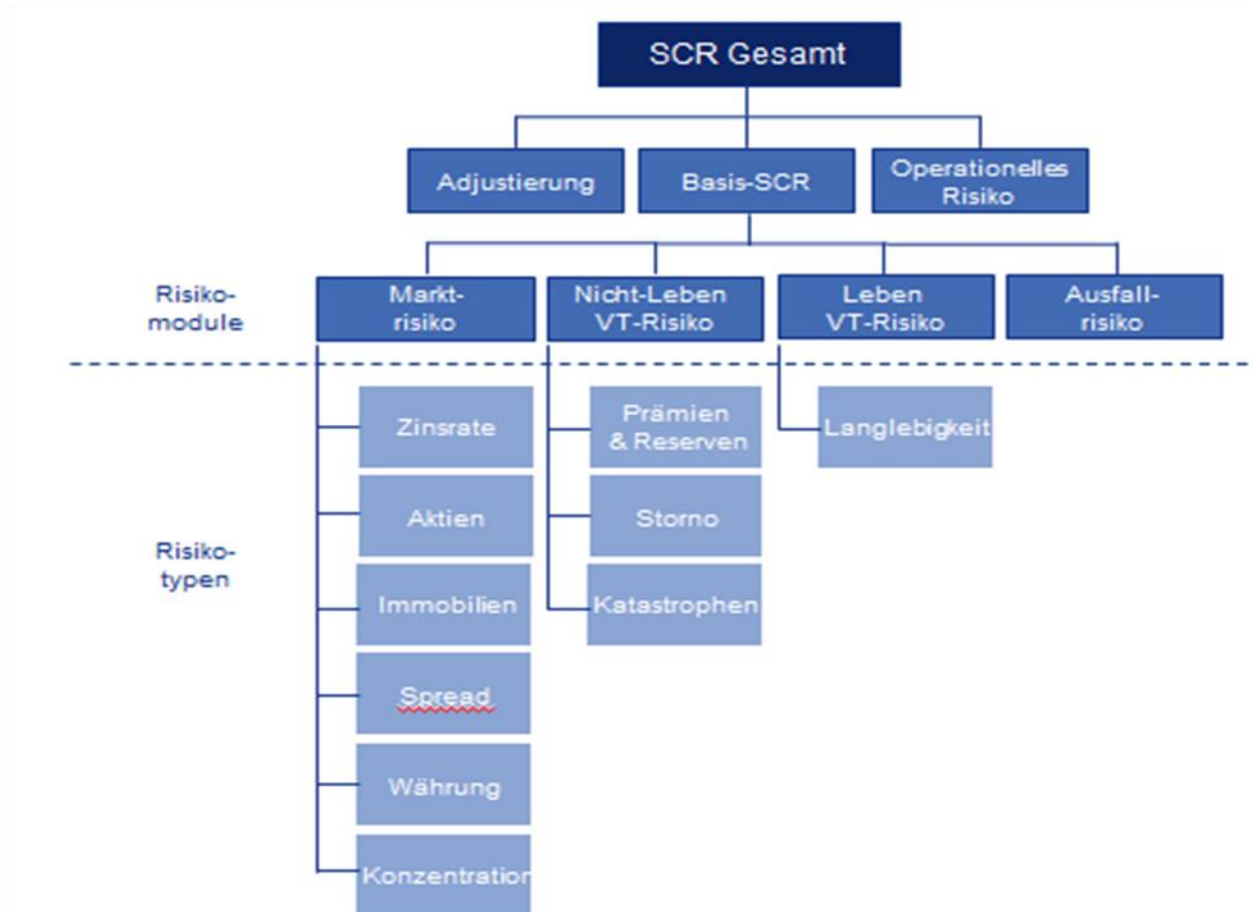 SCR Gesamt
Adjustierung
Basis-SCR
Operationelles
Risiko
Risiko-
module
Markt-
risiko
Nicht-Leben
VT-Risiko
Leben
VT-Risiko
Ausfall-
risiko
Risiko-
typen
Zinsrate
Aktien
Immobilien
Spread
Währung
Konzentration
Prämien
& Reserven
Storno
Katastrophen
Langlebigkeit